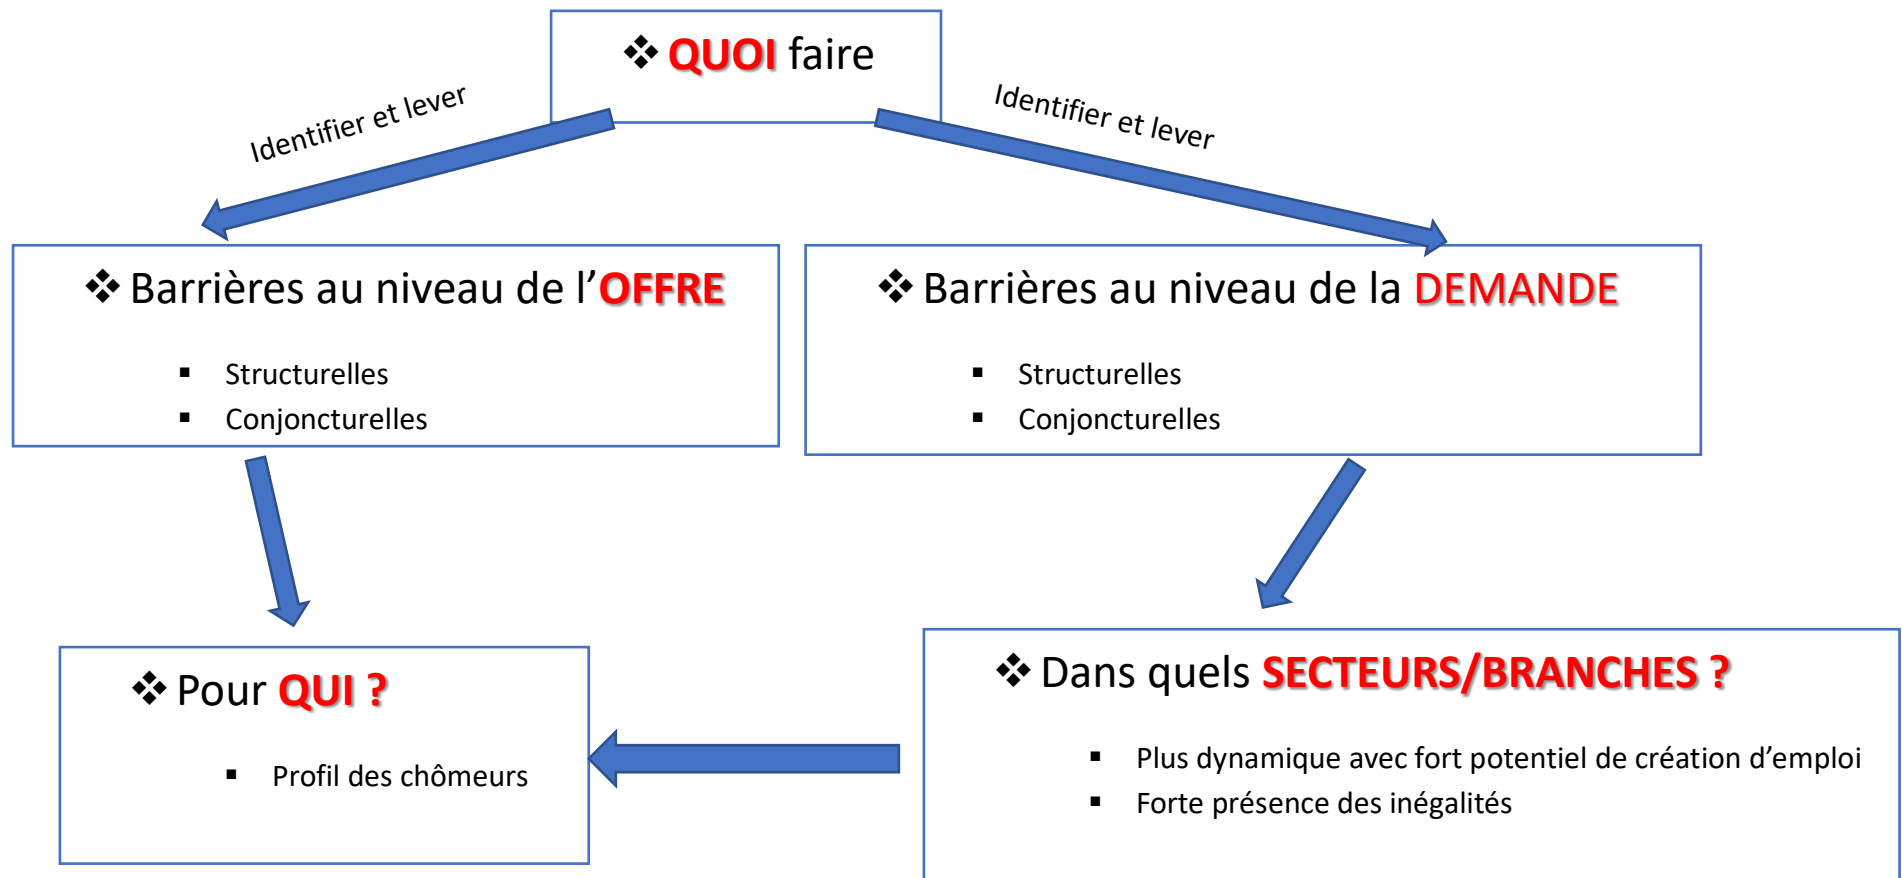 ❖ QUOI faire
Identifier et lever
Identifier et lever
❖ Barrières au niveau de l’OFFRE
▪ Structurelles
▪ Conjoncturelles
❖ Barrières au niveau de la DEMANDE
▪ Structurelles
▪ Conjoncturelles
❖ Pour QUI ?
▪ Profil des chômeurs
❖ Dans quels SECTEURS/BRANCHES ?
▪ Plus dynamique avec fort potentiel de création d’emploi
▪ Forte présence des inégalités